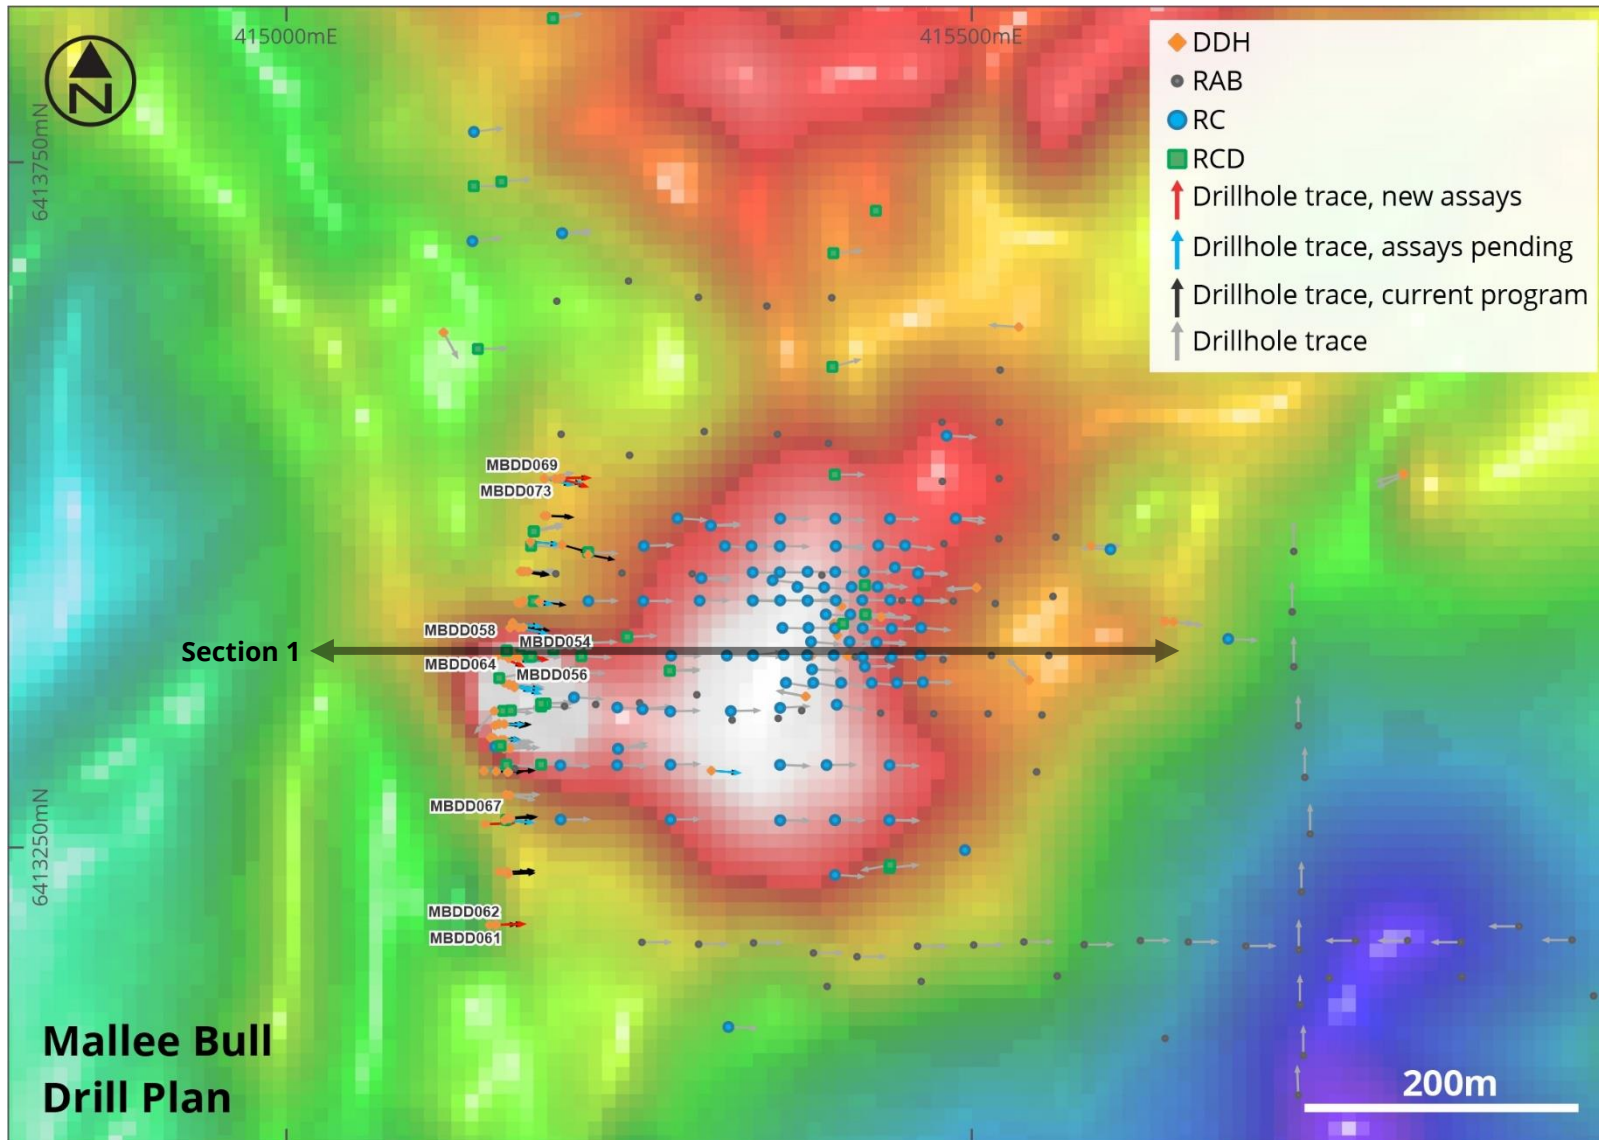 415000mE
415500mE
N
6413750mN
DDH
RAB
RC
RCD
Drillhole trace, new assays
Drillhole trace, assays pending
Drillhole trace, current program
Drillhole trace
MBDD069
MBDD073
MBDD058
MBDD054
Section 1
MBDD064
MBDD056
MBDD067
6413250mN
MBDD062
MBDD061
Mallee Bull
Drill Plan
200m